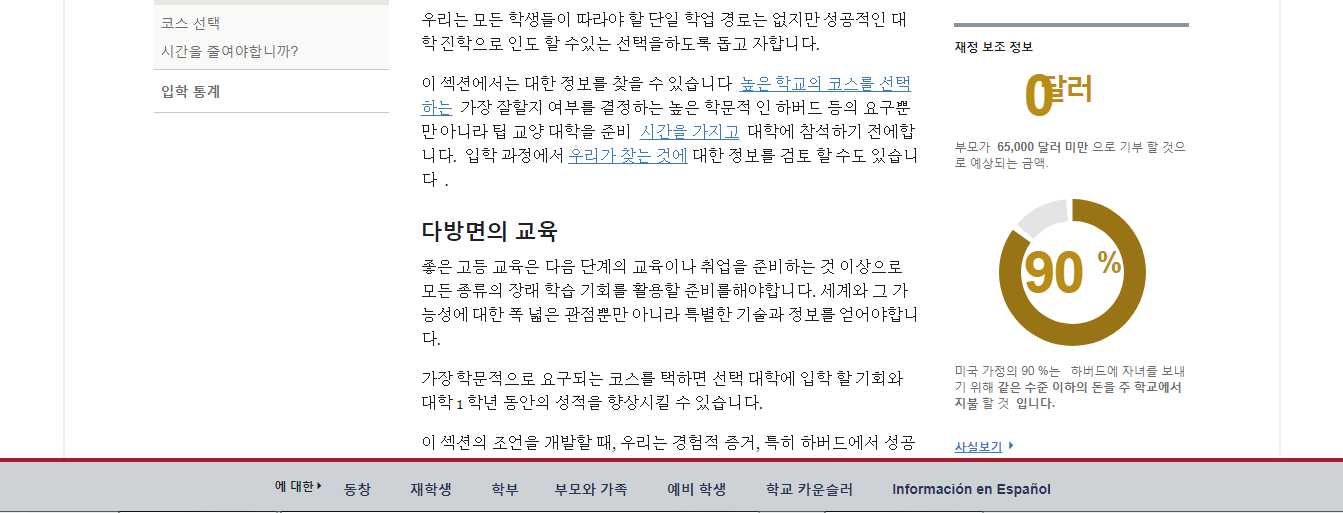 코스 선택
시간을 줄여야합니까?
입학 통계
우리는 모든 학생들이 따라야 할 단일 학업 경로는 없지만 성공적인 대
학 진학으로 인도 할 수있는 선택을하도록 돕고 자합니다.
이 섹션에서는 대한 정보를 찾을 수 있습니다 높은 학교의 코스를 선택
하는 가장 잘할지 여부를 결정하는 높은 학문적 인 하버드 등의 요구뿐
만 아니라 팁 교양 대학을 준비 시간을 가지고 대학에 참석하기 전에합
니다. 입학 과정에서 우리가 찾는 것에 대한 정보를 검토 할 수도 있습니
다 .
다방면의 교육
좋은 고등 교육은 다음 단계의 교육이나 취업을 준비하는 것 이상으로
모든 종류의 장래 학습 기회를 활용할 준비를해야합니다. 세계와 그 가
능성에 대한 폭 넓은 관점뿐만 아니라 특별한 기술과 정보를 얻어야합니
다.
가장 학문적으로 요구되는 코스를 택하면 선택 대학에 입학 할 기회와
대학 1 학년 동안의 성적을 향상시킬 수 있습니다.
이 섹션의 조언을 개발할 때, 우리는 경험적 증거, 특히 하버드에서 성공
재정 보조 정보
0달러
부모가 65,000 달러 미만 으로 기부 할 것으
로 예상되는 금액.
90 %
미국 가정의 90 %는 하버드에 자녀를 보내
기 위해 같은 수준 이하의 돈을 주 학교에서
지불 할 것 입니다.
사실보기
에 대한 동창 재학생 학부 부모와 가족 예비 학생 학교 카운슬러 Información en Español